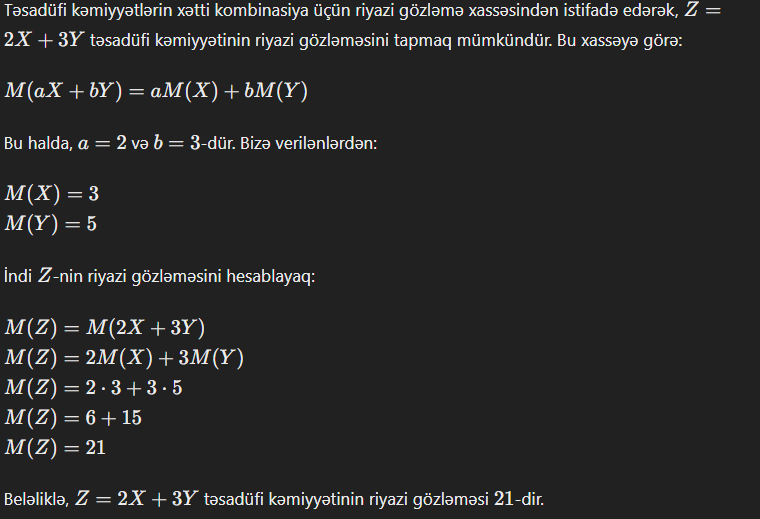 Təsadüfi kəmiyyətlərin xətti kombinasiya üçün riyazi gözləmə xassəsindən istifadə edərək, Z =
2X + 3Y təsadüfi kəmiyyətinin riyazi gözləməsini tapmaq mümkündür. Bu xassəyə görə:
M(aX + bY) = aM(X) + bM(Y)
Bu halda, a = 2 və b = 3-dür. Bizə verilənlərdən:
M(X) = 3
M(Y) = 5
İndi Z-nin riyazi gözləməsini hesablayaq:
M(Z) = M(2X + 3Y)
M(Z) = 2M(X) + 3M(Y)
M(Z) = 2 · 3 + 3 · 5
M(Z) = 6 + 15
M(Z) = 21
Beləliklə, Z = 2X + 3Y təsadüfi kəmiyyətinin riyazi gözləməsi 21-dir.